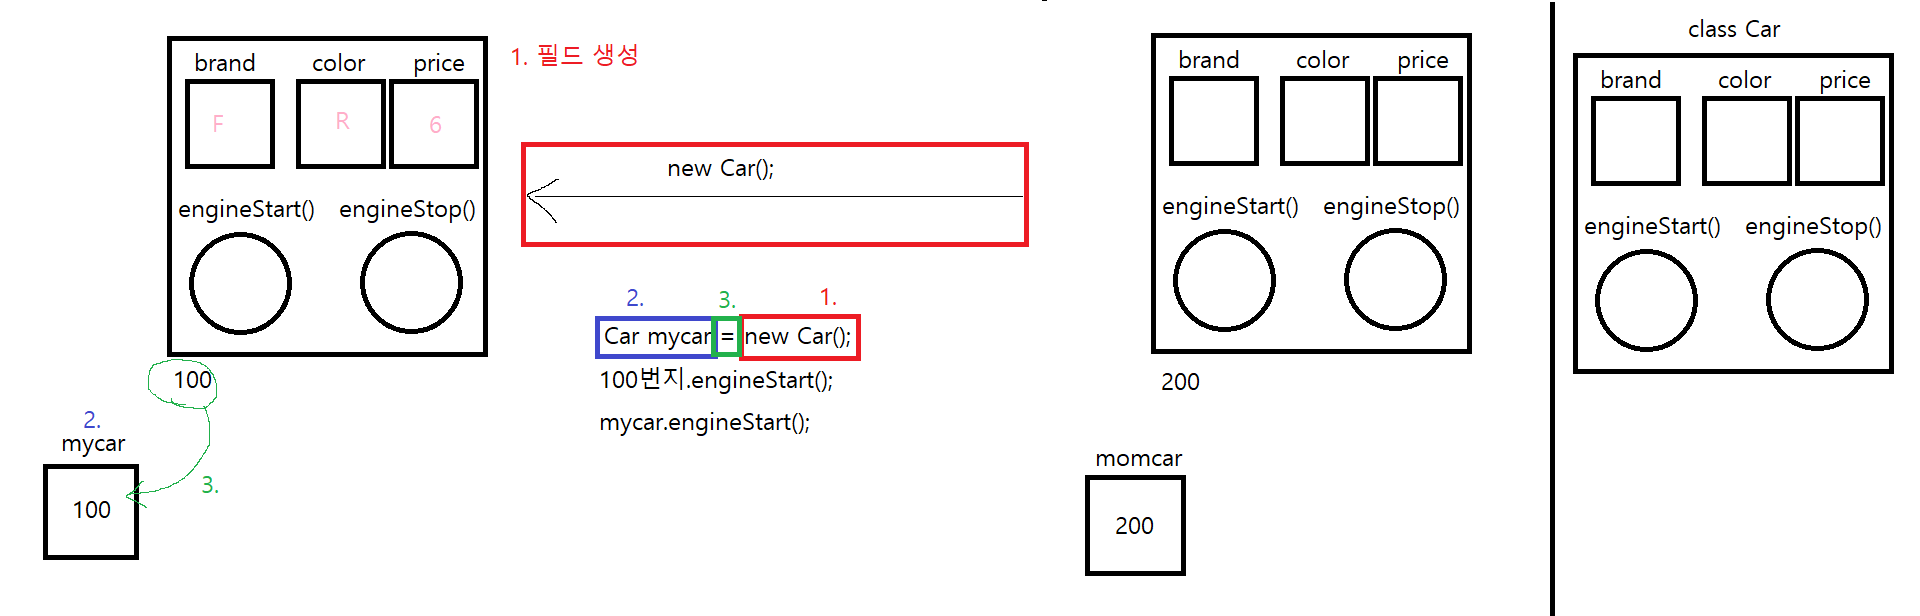 brand color price
F R 6
engineStart() engineStop()
100
2.
mycar
100
3.
1. 필드 생성
new Car();
2. 3. 1.
Car mycar = new Car();
100번지.engineStart();
mycar.engineStart();
brand color price
engineStart() engineStop()
200
momcar
200
class Car
brand color price
engineStart() engineStop()